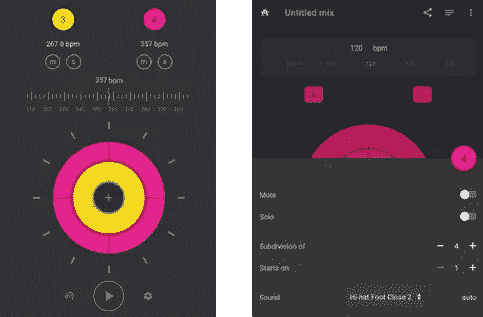 3 4
267.8 bpm 357 bpm
m s m s
357 bpm
Untitled mix
120 bpm
4
Mute
Solo
Subdivision of − 4 +
Starts on − 1 +
Sound Hi-hat Foot Close 2 auto